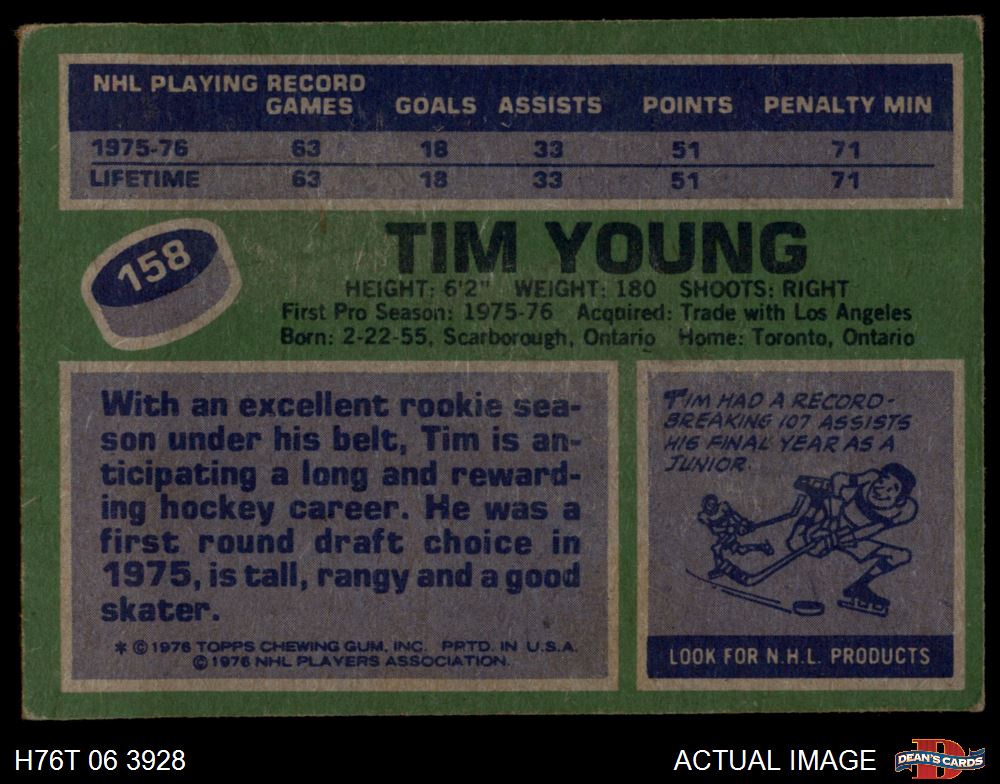 NHL PLAYING RECORD
GAMES GOALS ASSISTS POINTS PENALTY MIN
1975-76 63 18 33 51 71
LIFETIME 63 18 33 51 71
158
TIM YOUNG
HEIGHT: 6'2" WEIGHT: 180 SHOOTS: RIGHT
First Pro Season: 1975-76 Acquired: Trade with Los Angeles
Born: 2-22-55, Scarborough, Ontario Home: Toronto, Ontario
With an excellent rookie sea-
son under his belt, Tim is an-
ticipating a long and reward-
ing hockey career. He was a
first round draft choice in
1975, is tall, rangy and a good
skater.
* © 1976 TOPPS CHEWING GUM, INC. PRTD. IN U.S.A.
© 1976 NHL PLAYERS ASSOCIATION.
TIM HAD A RECORD-
BREAKING 107 ASSISTS
HIS FINAL YEAR AS A
JUNIOR.
LOOK FOR N.H.L. PRODUCTS
H76T 06 3928
ACTUAL IMAGE
D
DEAN'S CARDS